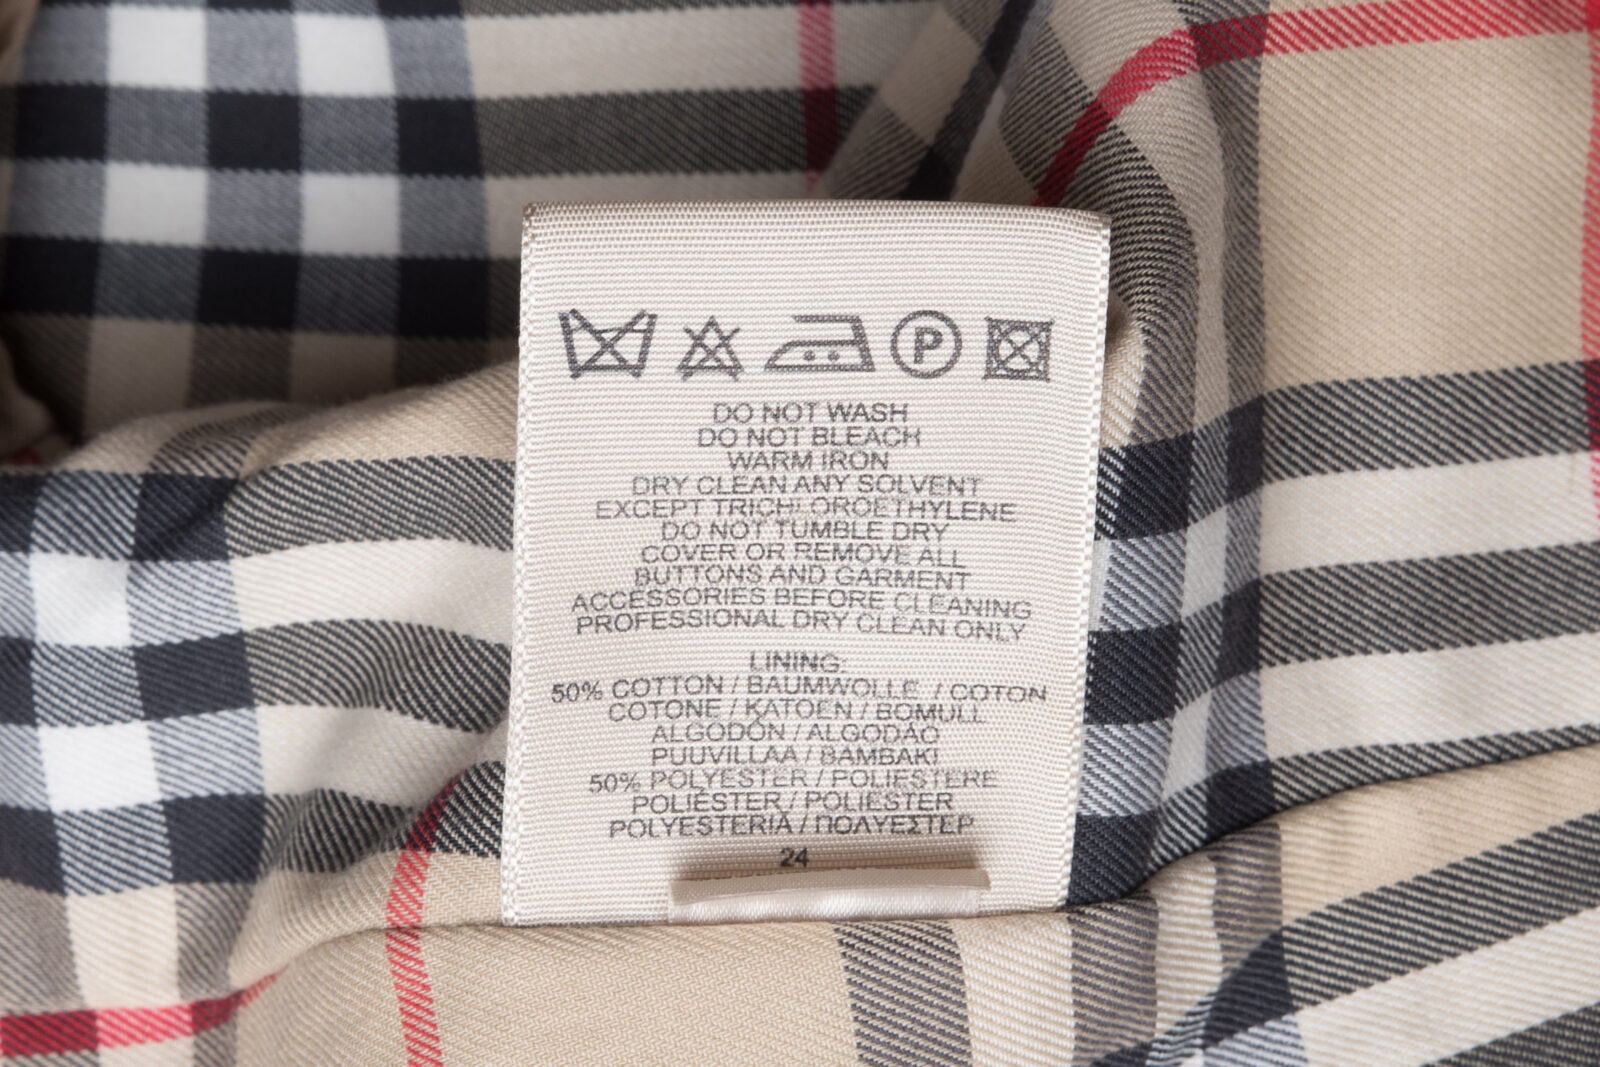 P
DO NOT WASH
DO NOT BLEACH
WARM IRON
DRY CLEAN ANY SOLVENT
EXCEPT TRICHLOROETHYLENE
DO NOT TUMBLE DRY
COVER OR REMOVE ALL
BUTTONS AND GARMENT
ACCESSORIES BEFORE CLEANING
PROFESSIONAL DRY CLEAN ONLY
LINING:
50% COTTON / BAUMWOLLE / COTON
COTONE / KATOEN / BOMULL
ALGODÓN / ALGODÃO
PUUVILLAA / BAMBAKI
50% POLYESTER / POLIESTERE
POLIÉSTER / POLIÉSTER
POLYESTERIA / ΠΟΛΥΕΣΤΕΡ
24